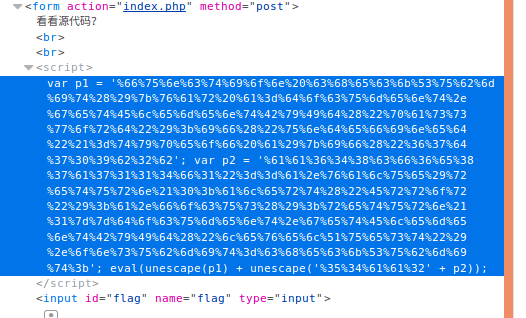 <form action="index.php" method="post">
看看源代码?
<br>
<br>
<script>
var p1 = '%66%75%6e%63%74%69%6f%6e%20%63%68%65%63%6b%53%75%62%6d
%69%74%28%29%7b%76%61%72%20%61%3d%64%6f%63%75%6d%65%6e%74%2e
%67%65%74%45%6c%65%6d%65%6e%74%42%79%49%64%28%22%70%61%73%73
%77%6f%72%64%22%29%3b%69%66%28%22%75%6e%64%65%66%69%6e%65%64
%22%21%3d%74%79%70%65%6f%66%20%61%29%7b%69%66%28%22%36%37%64
%37%30%39%62%32%62'; var p2 = '%61%61%36%34%38%63%66%36%65%38
%37%61%37%31%31%34%66%31%22%3d%3d%61%2e%76%61%6c%75%65%29%72
%65%74%75%72%6e%21%30%3b%61%6c%65%72%74%28%22%45%72%72%6f%72
%22%29%3b%61%2e%66%6f%63%75%73%28%29%3b%72%65%74%75%72%6e%21
%31%7d%7d%64%6f%63%75%6d%65%6e%74%2e%67%65%74%45%6c%65%6d%65
%6e%74%42%79%49%64%28%22%6c%65%76%65%6c%51%75%65%73%74%22%29
%2e%6f%6e%73%75%62%6d%69%74%3d%63%68%65%63%6b%53%75%62%6d%69
%74%3b'; eval(unescape(p1) + unescape('%35%34%61%61%32' + p2));
</script>
<input id="flag" name="flag" type="input">